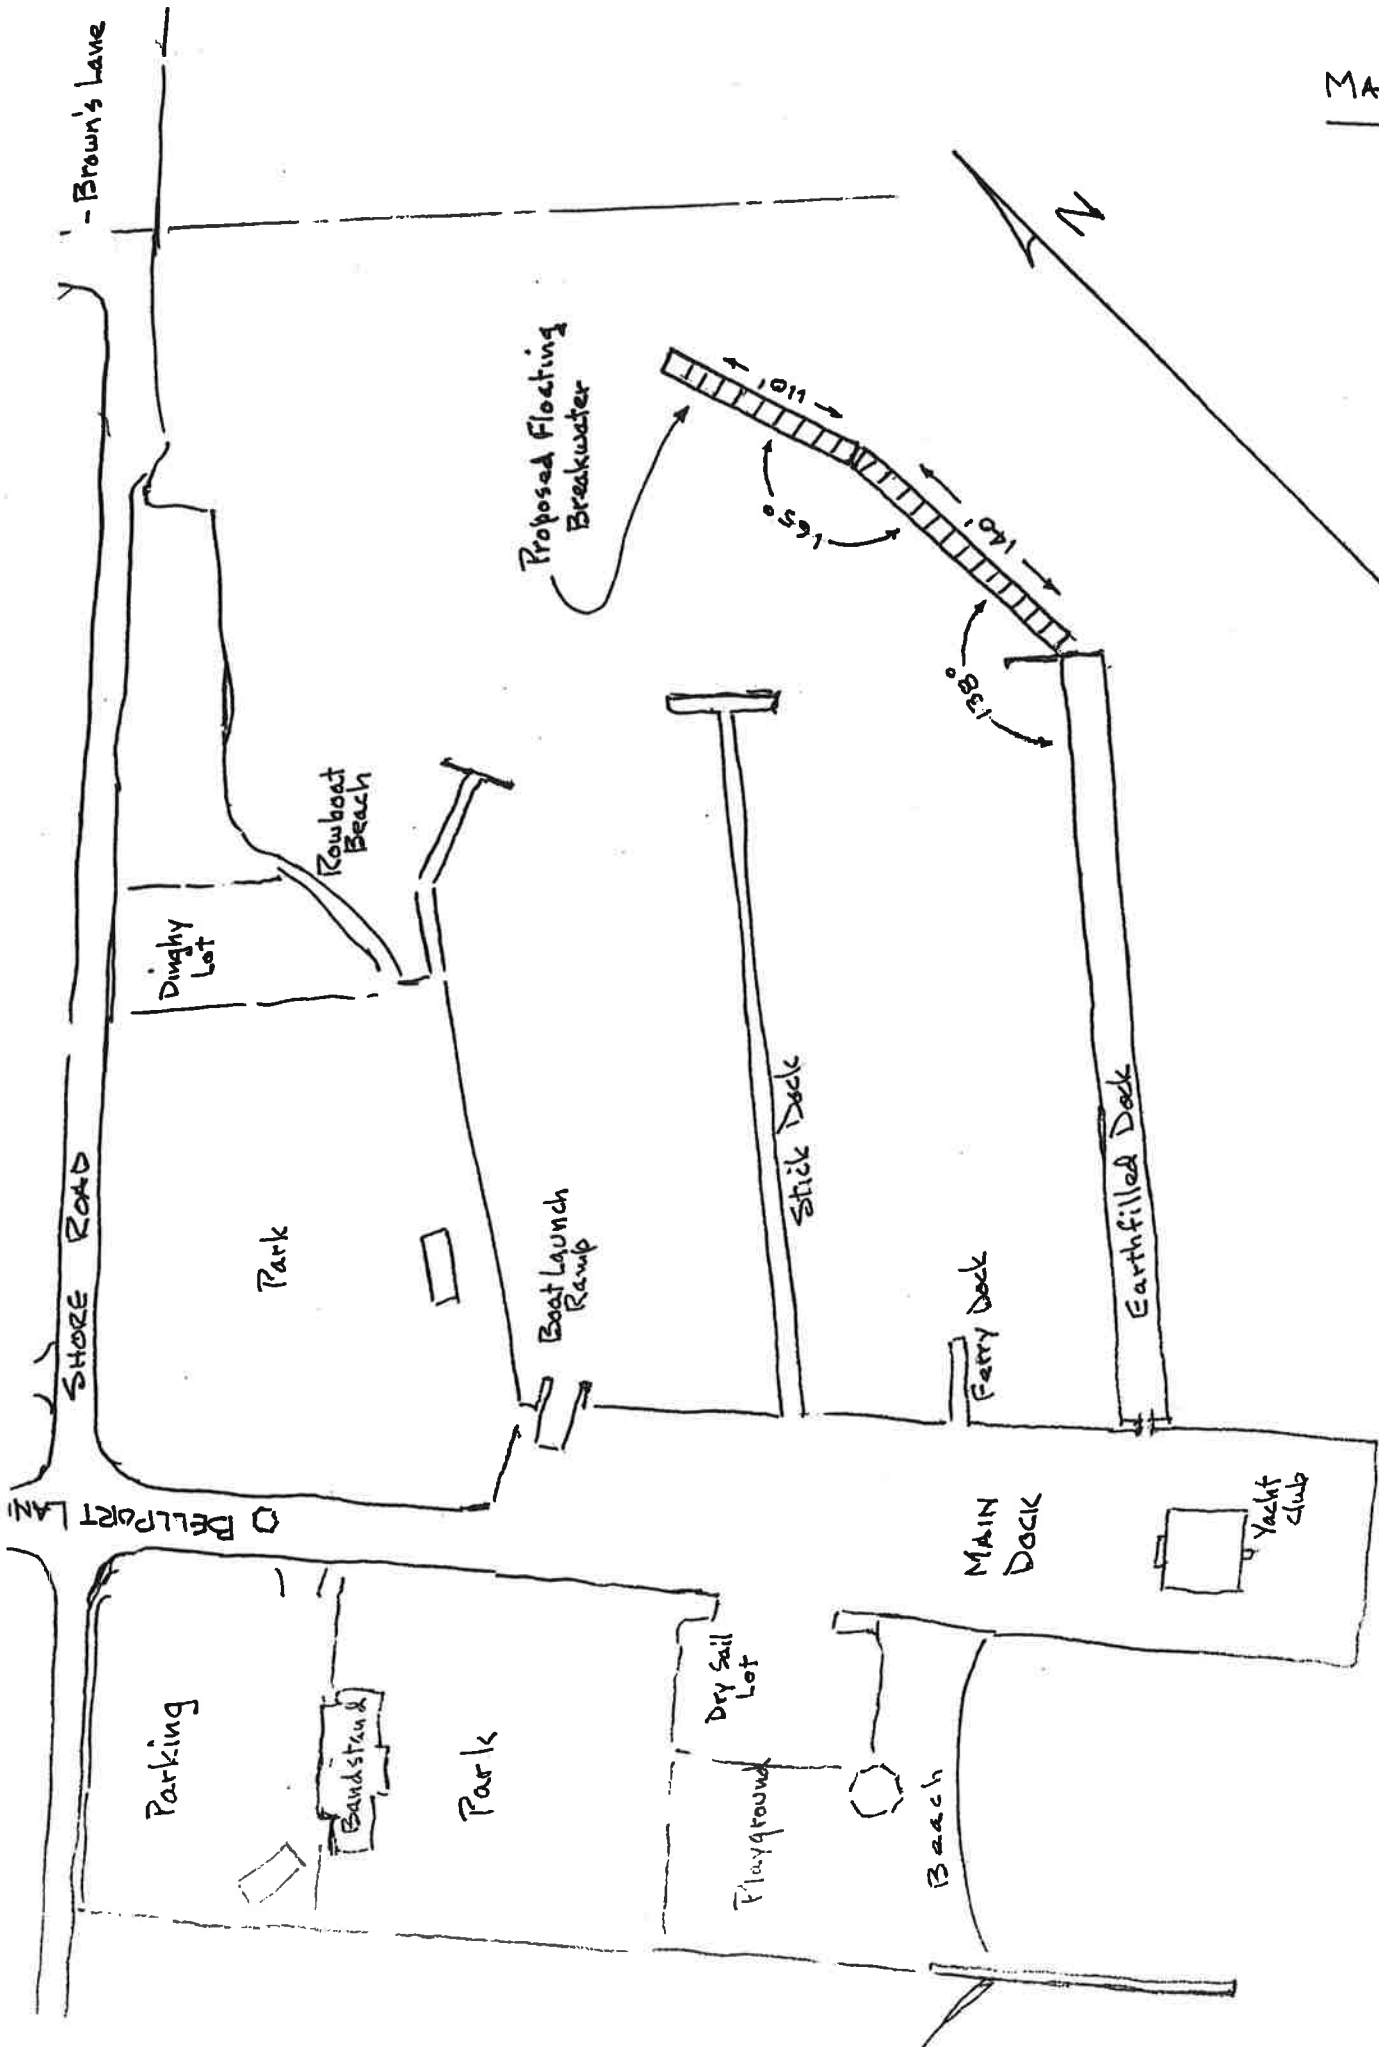 - Brown's Lane
MA
N
Proposed Floating
Breakwater
110'
165°
140'
138°
Rowboat
Beach
Dinghy
Lot
SHORE ROAD
Park
Boat Launch
Ramp
Stick Dock
Ferry Dock
Earthfilled Dock
BELLPORT LAN
MAIN
DOCK
Yacht
Club
Parking
Bandstand
Park
Dry Sail
Lot
Playground
Beach